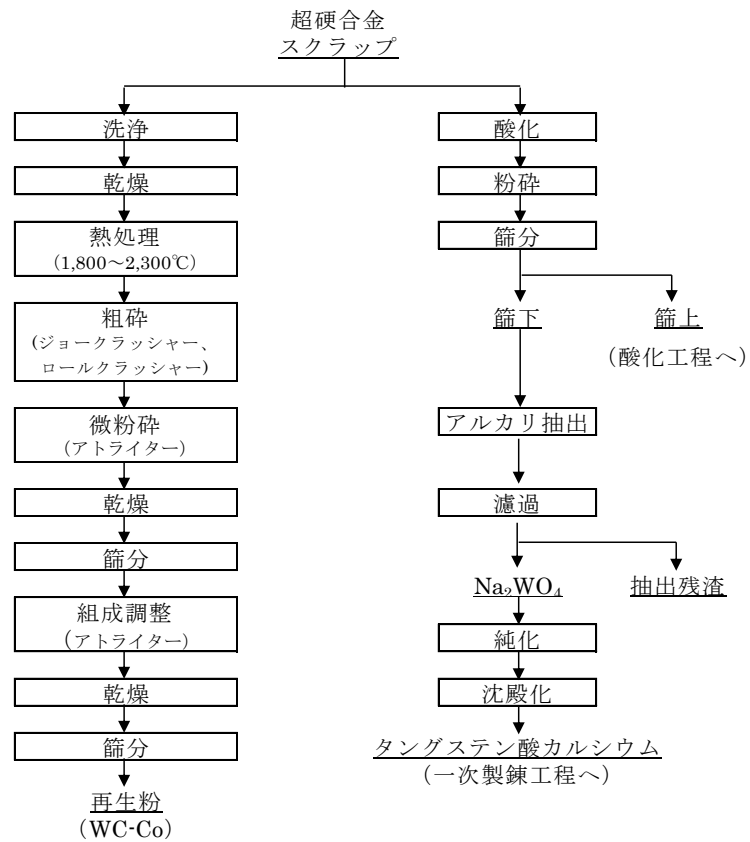 超硬合金
スクラップ
洗浄
乾燥
熱処理
(1,800～2,300℃)
粗砕
(ジョークラッシャー、
ロールクラッシャー)
微粉砕
(アトライター)
乾燥
篩分
組成調整
(アトライター)
乾燥
篩分
再生粉
(WC-Co)
酸化
粉砕
篩分
篩下
篩上
(酸化工程へ)
アルカリ抽出
濾過
Na₂WO₄
抽出残渣
純化
沈殿化
タングステン酸カルシウム
(一次製錬工程へ)